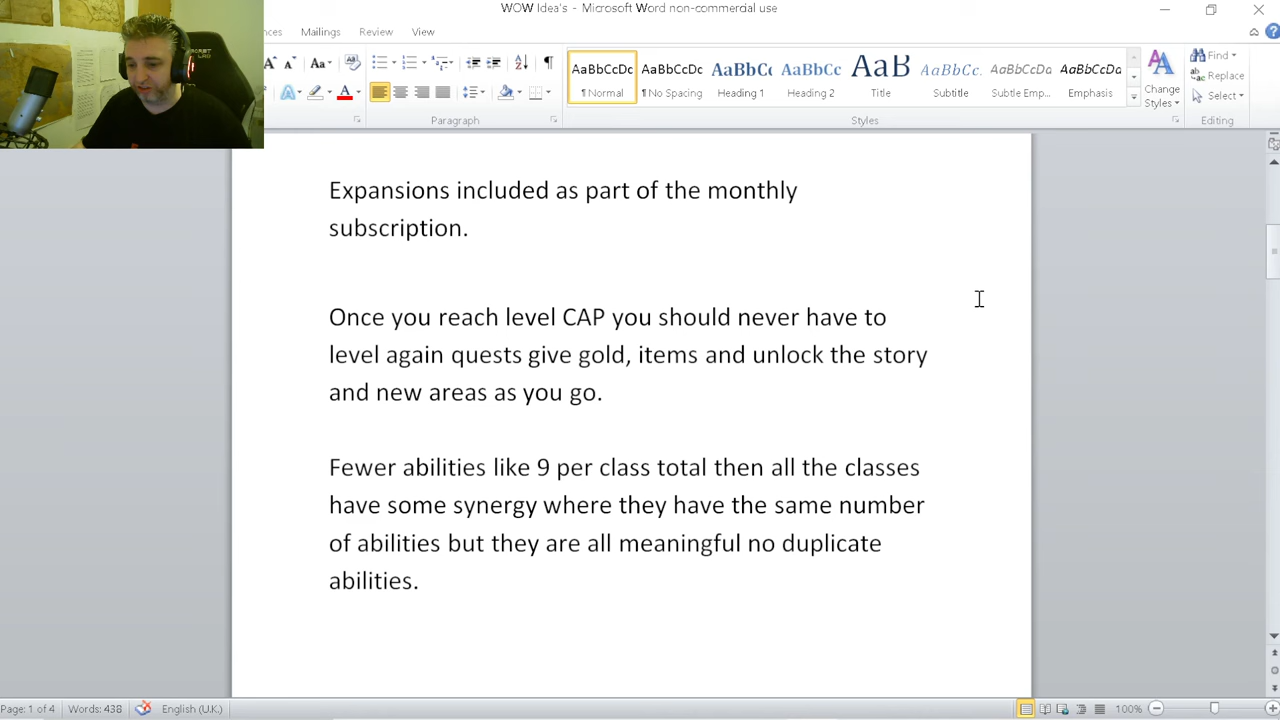 WOW Idea's - Microsoft Word non-commercial use
Mailings Review View
Aa
AaBbCcDc AaBbCcDc AaBbCc AaBbCc AaB AaBbCc. AaBbCcDa AaBbCcDa
¶ Normal ¶ No Spacing Heading 1 Heading 2 Title Subtitle Subtle Emp... Emphasis
Change Styles
Find
Replace
Select
Paragraph Styles Editing
Expansions included as part of the monthly
subscription.
Once you reach level CAP you should never have to
level again quests give gold, items and unlock the story
and new areas as you go.
Fewer abilities like 9 per class total then all the classes
have some synergy where they have the same number
of abilities but they are all meaningful no duplicate
abilities.
Page: 1 of 4 Words: 438 English (U.K.) 100%